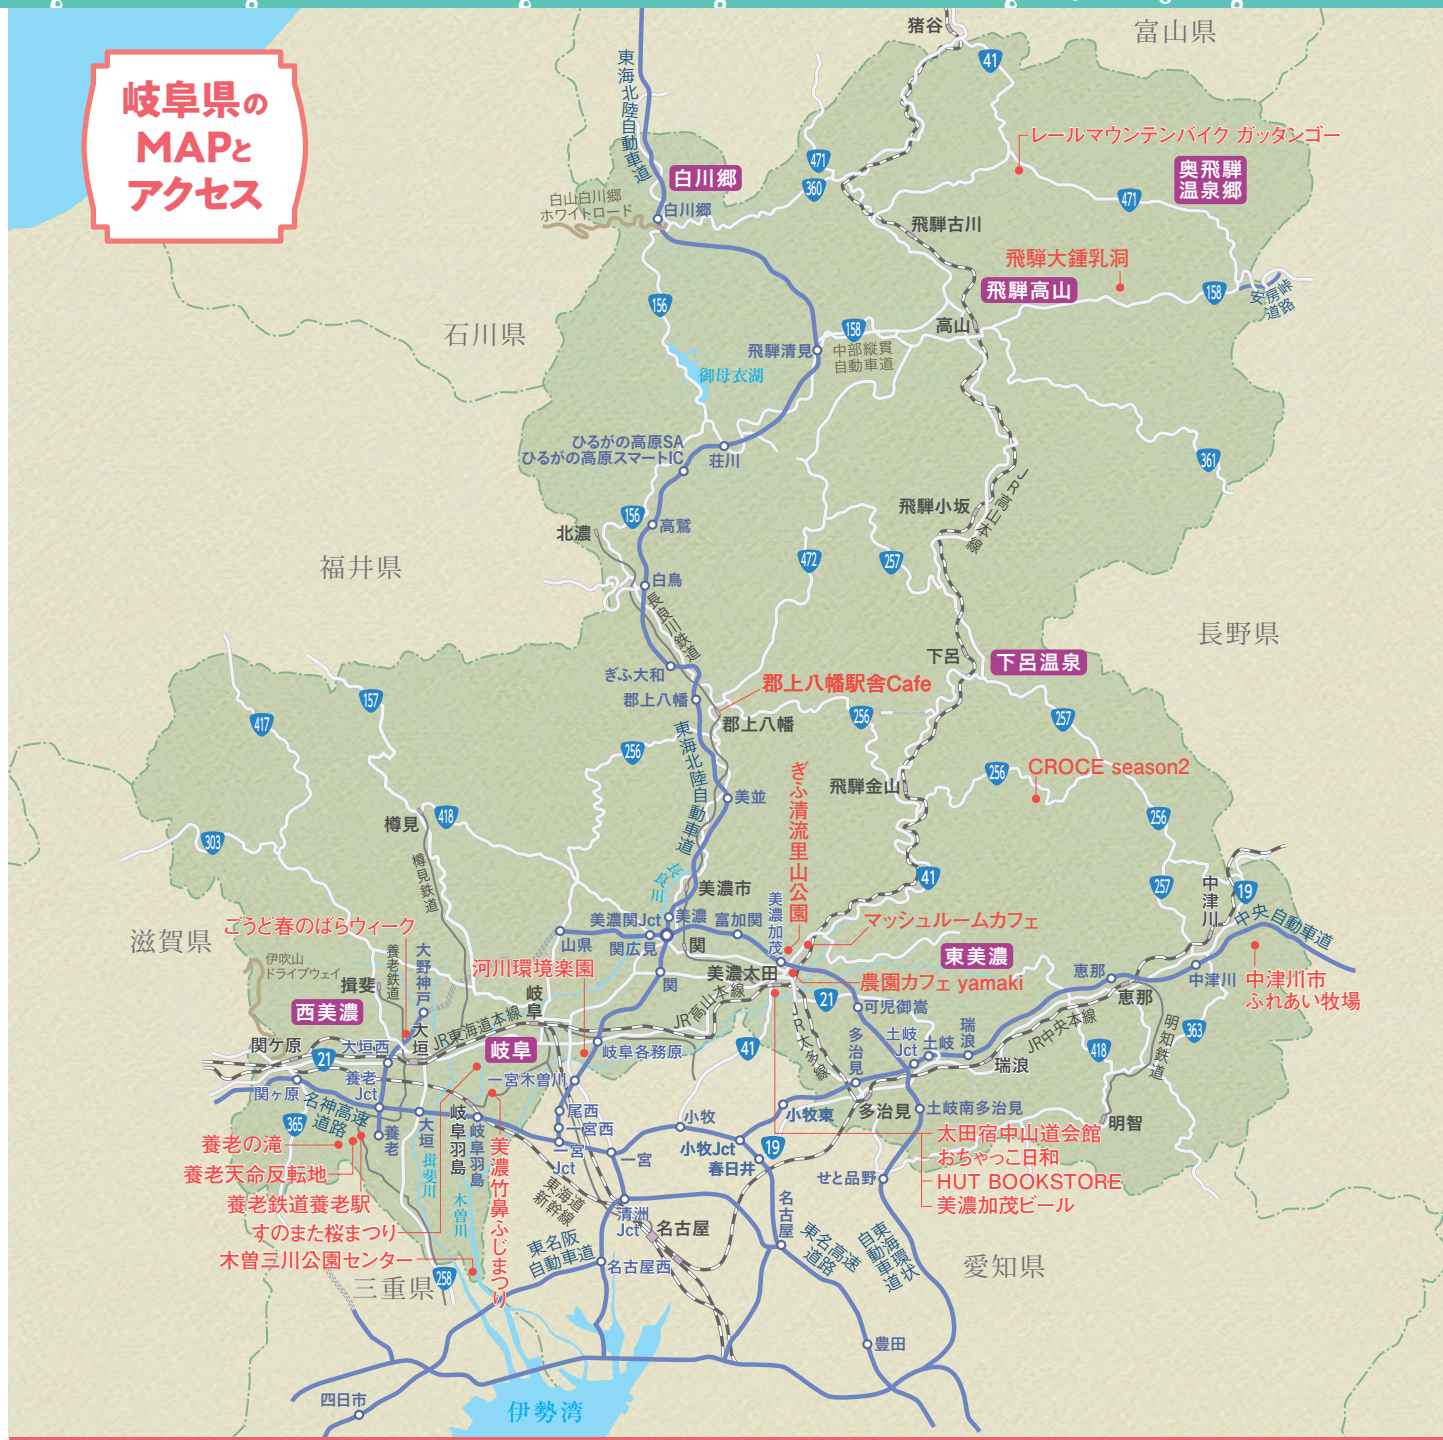 岐阜県の
MAPと
アクセス
猪谷
富山県
41
東海北陸自動車道
レールマウンテンバイク ガッタンゴー
471
360
奥飛騨
温泉郷
白川郷
白山白川郷
ホワイトロード
白川郷
471
飛騨古川
飛騨大鍾乳洞
飛騨高山
158
安房峠
道路
156
石川県
高山
158
飛騨清見
中部縦貫
自動車道
御母衣湖
ひるがの高原SA
ひるがの高原スマートIC
荘川
361
JR高山本線
飛騨小坂
156
高鷲
北濃
472
257
福井県
白鳥
長良川鉄道
長野県
下呂
下呂温泉
ぎふ大和
郡上八幡駅舎Cafe
郡上八幡
157
417
256
257
郡上八幡
東海北陸自動車道
256
ぎふ清流里山公園
256
CROCE season2
飛騨金山
美並
418
樽見
256
303
樽見鉄道
長良川
美濃市
41
257
中津川
19
美濃加茂
ごうど春のばらウィーク
美濃関Jct
美濃
富加関
マッシュルームカフェ
中央自動車道
滋賀県
山県
関広見
関
東美濃
養老鉄道
大野神戸
伊吹山
ドライブウェイ
河川環境楽園
美濃太田
恵那
中津川
中津川市
ふれあい牧場
揖斐
関
農園カフェ yamaki
恵那
西美濃
岐阜
JR高山本線
21
可児御嵩
JR東海道本線
大垣
JR太多線
瑞浪
JR中央本線
明知鉄道
363
関ケ原
大垣西
岐阜
岐阜各務原
41
多治見
土岐
Jct
土岐
418
21
瑞浪
養老
Jct
一宮木曽川
関ヶ原
名神高速
道路
365
岐阜羽島
岐阜羽島
尾西
小牧
小牧東
多治見
土岐南多治見
明智
一宮西
養老の滝
養老
大垣
美濃竹鼻ふじまつり
一宮
Jct
一宮
小牧Jct
19
太田宿中山道会館
春日井
おちゃっこ日和
養老天命反転地
揖斐川
せと品野
HUT BOOKSTORE
養老鉄道養老駅
木曽川
東海道
新幹線
名古屋
美濃加茂ビール
すのまた桜まつり
清洲
Jct
名古屋
東名高速
道路
東海環状
自動車道
木曽三川公園センター
東名阪
自動車道
名古屋西
愛知県
三重県
258
豊田
四日市
伊勢湾